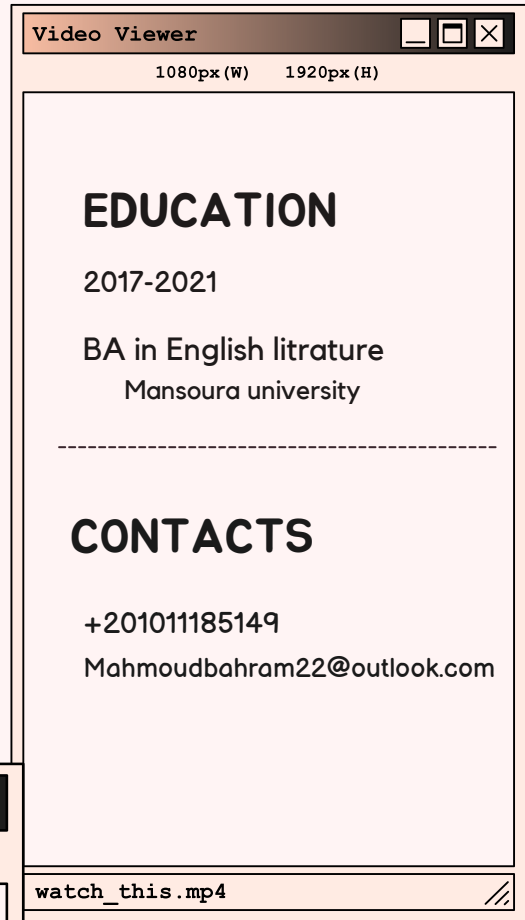 Video Viewer
1080px(W) 1920px(H)
EDUCATION
2017-2021
BA in English litrature
Mansoura university
CONTACTS
+201011185149
Mahmoudbahram22@outlook.com
watch_this.mp4